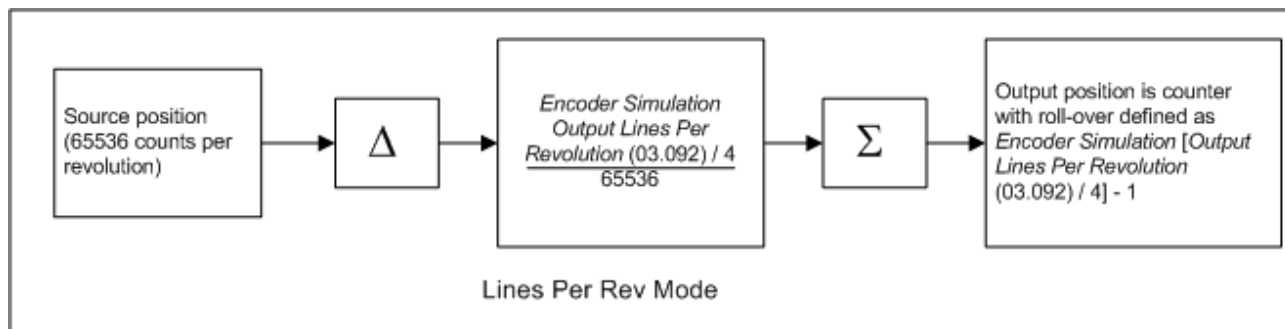 Source position
(65536 counts per
revolution)
Δ
Encoder Simulation
Output Lines Per
Revolution (03.092) / 4
65536
Σ
Output position is counter
with roll-over defined as
Encoder Simulation [Output
Lines Per Revolution
(03.092) / 4] - 1
Lines Per Rev Mode